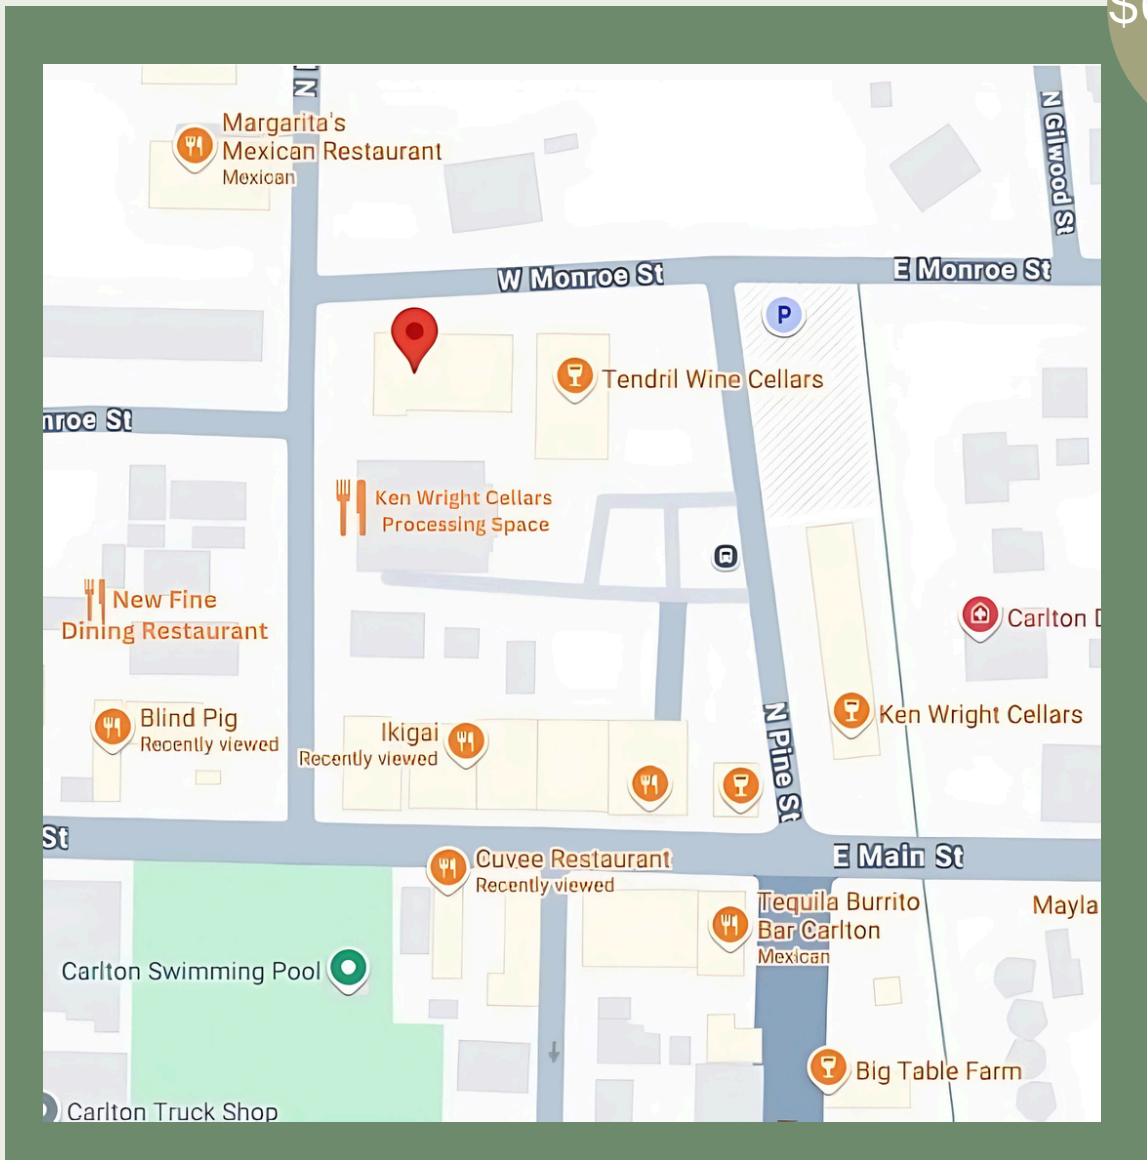 Margarita's
Mexican Restaurant
Mexican
N
N Gilwood St
W Monroe St
E Monroe St
P
Tendril Wine Cellars
nroe St
Ken Wright Cellars
Processing Space
New Fine
Dining Restaurant
Carlton D
Blind Pig
Recently viewed
Ikigai
Recently viewed
N Pine St
Ken Wright Cellars
St
E Main St
Cuvee Restaurant
Recently viewed
Tequila Burrito
Bar Carlton
Mexican
Mayla
Carlton Swimming Pool
Big Table Farm
Carlton Truck Shop